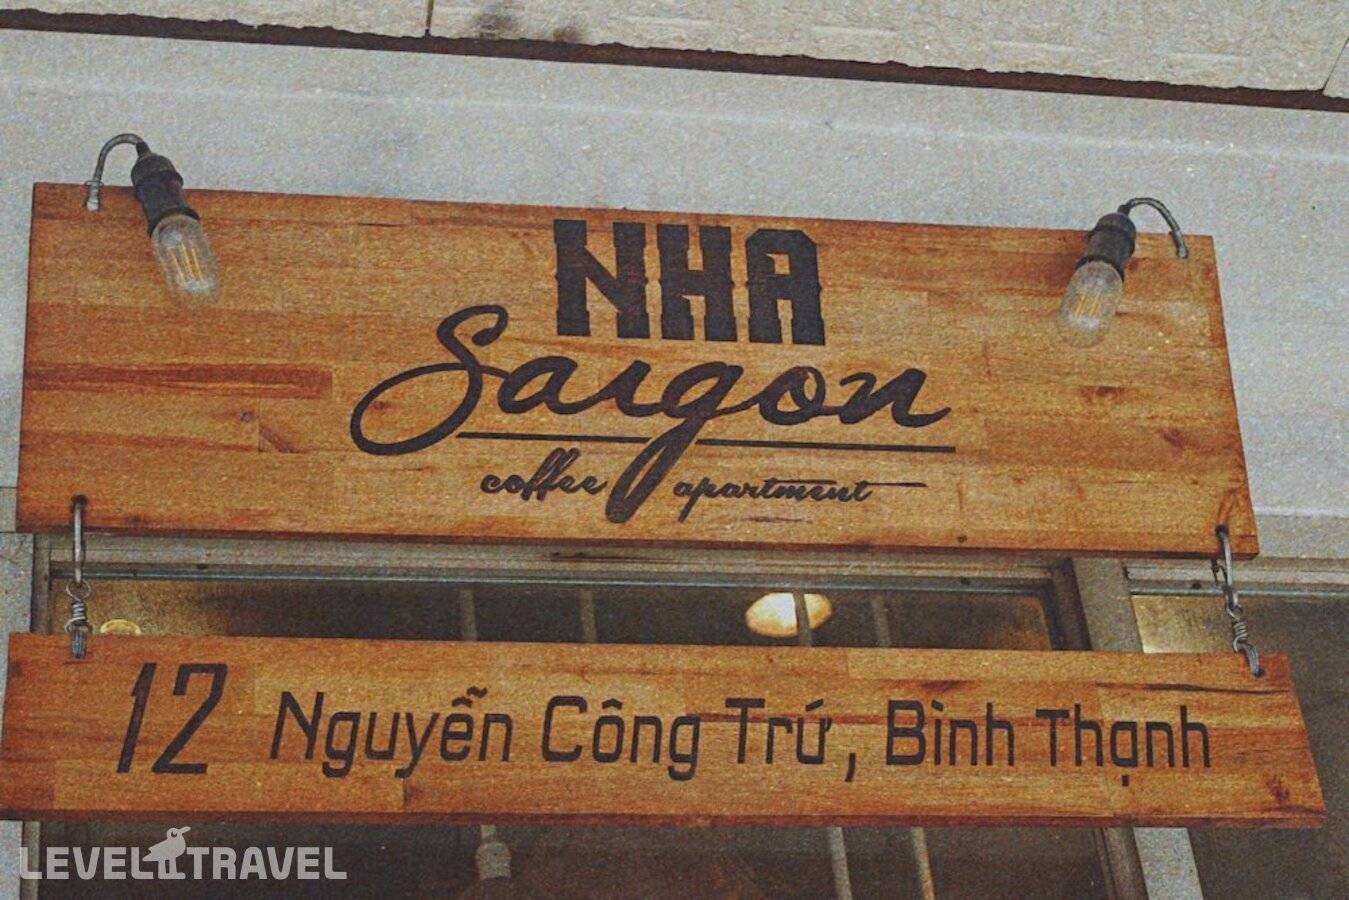 NHA
Saigon
coffee apartment
12 Nguyễn Công Trứ, Bình Thạnh
LEVEL TRAVEL